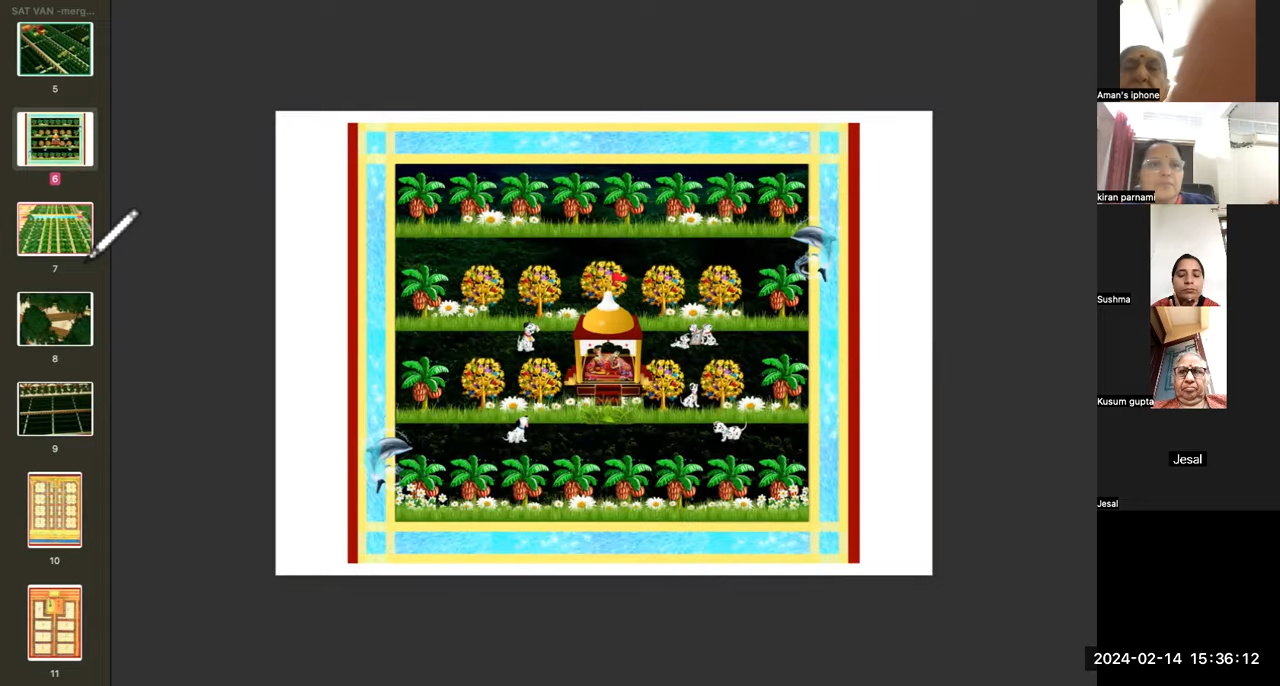 SAT VAN -merg...
5
6
7
8
9
10
11
Aman's iphone
kiran parnami
Sushma
Kusum gupta
Jesal
Jesal
2024-02-14 15:36:12